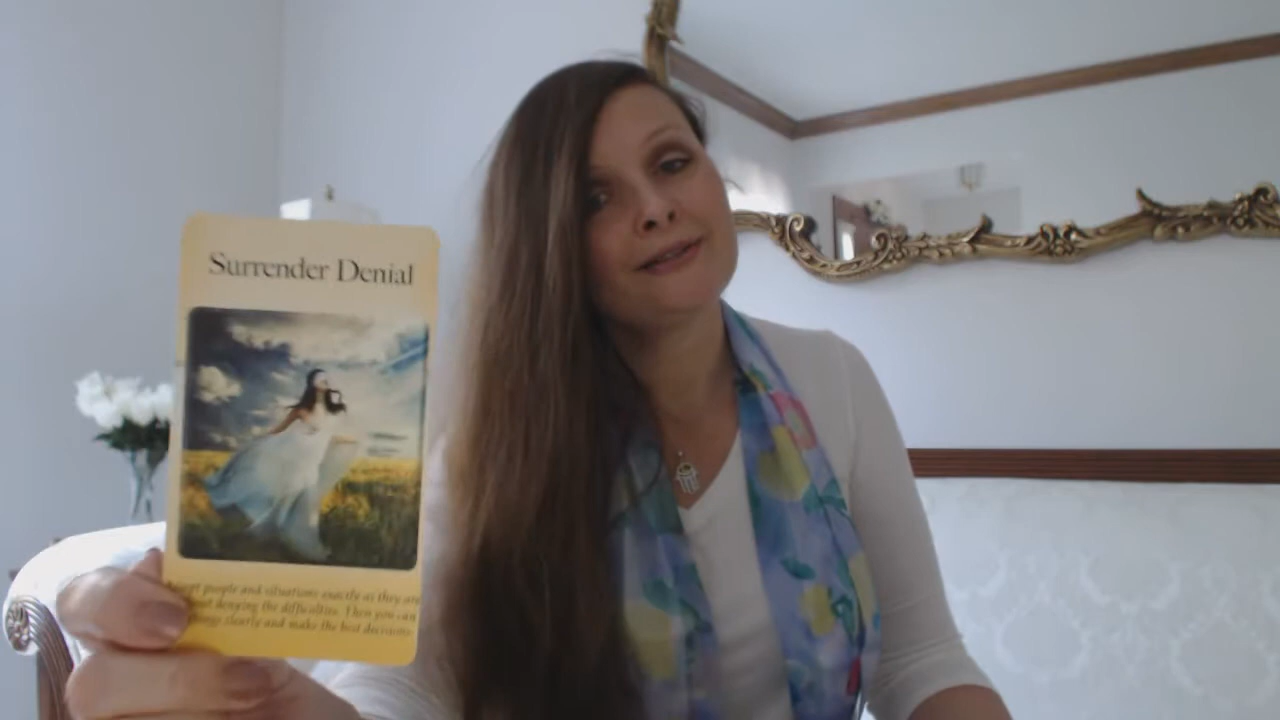 Surrender Denial
people and situations exactly as they are
denying the difficulties. Then you can
things clearly and make the best decisions.